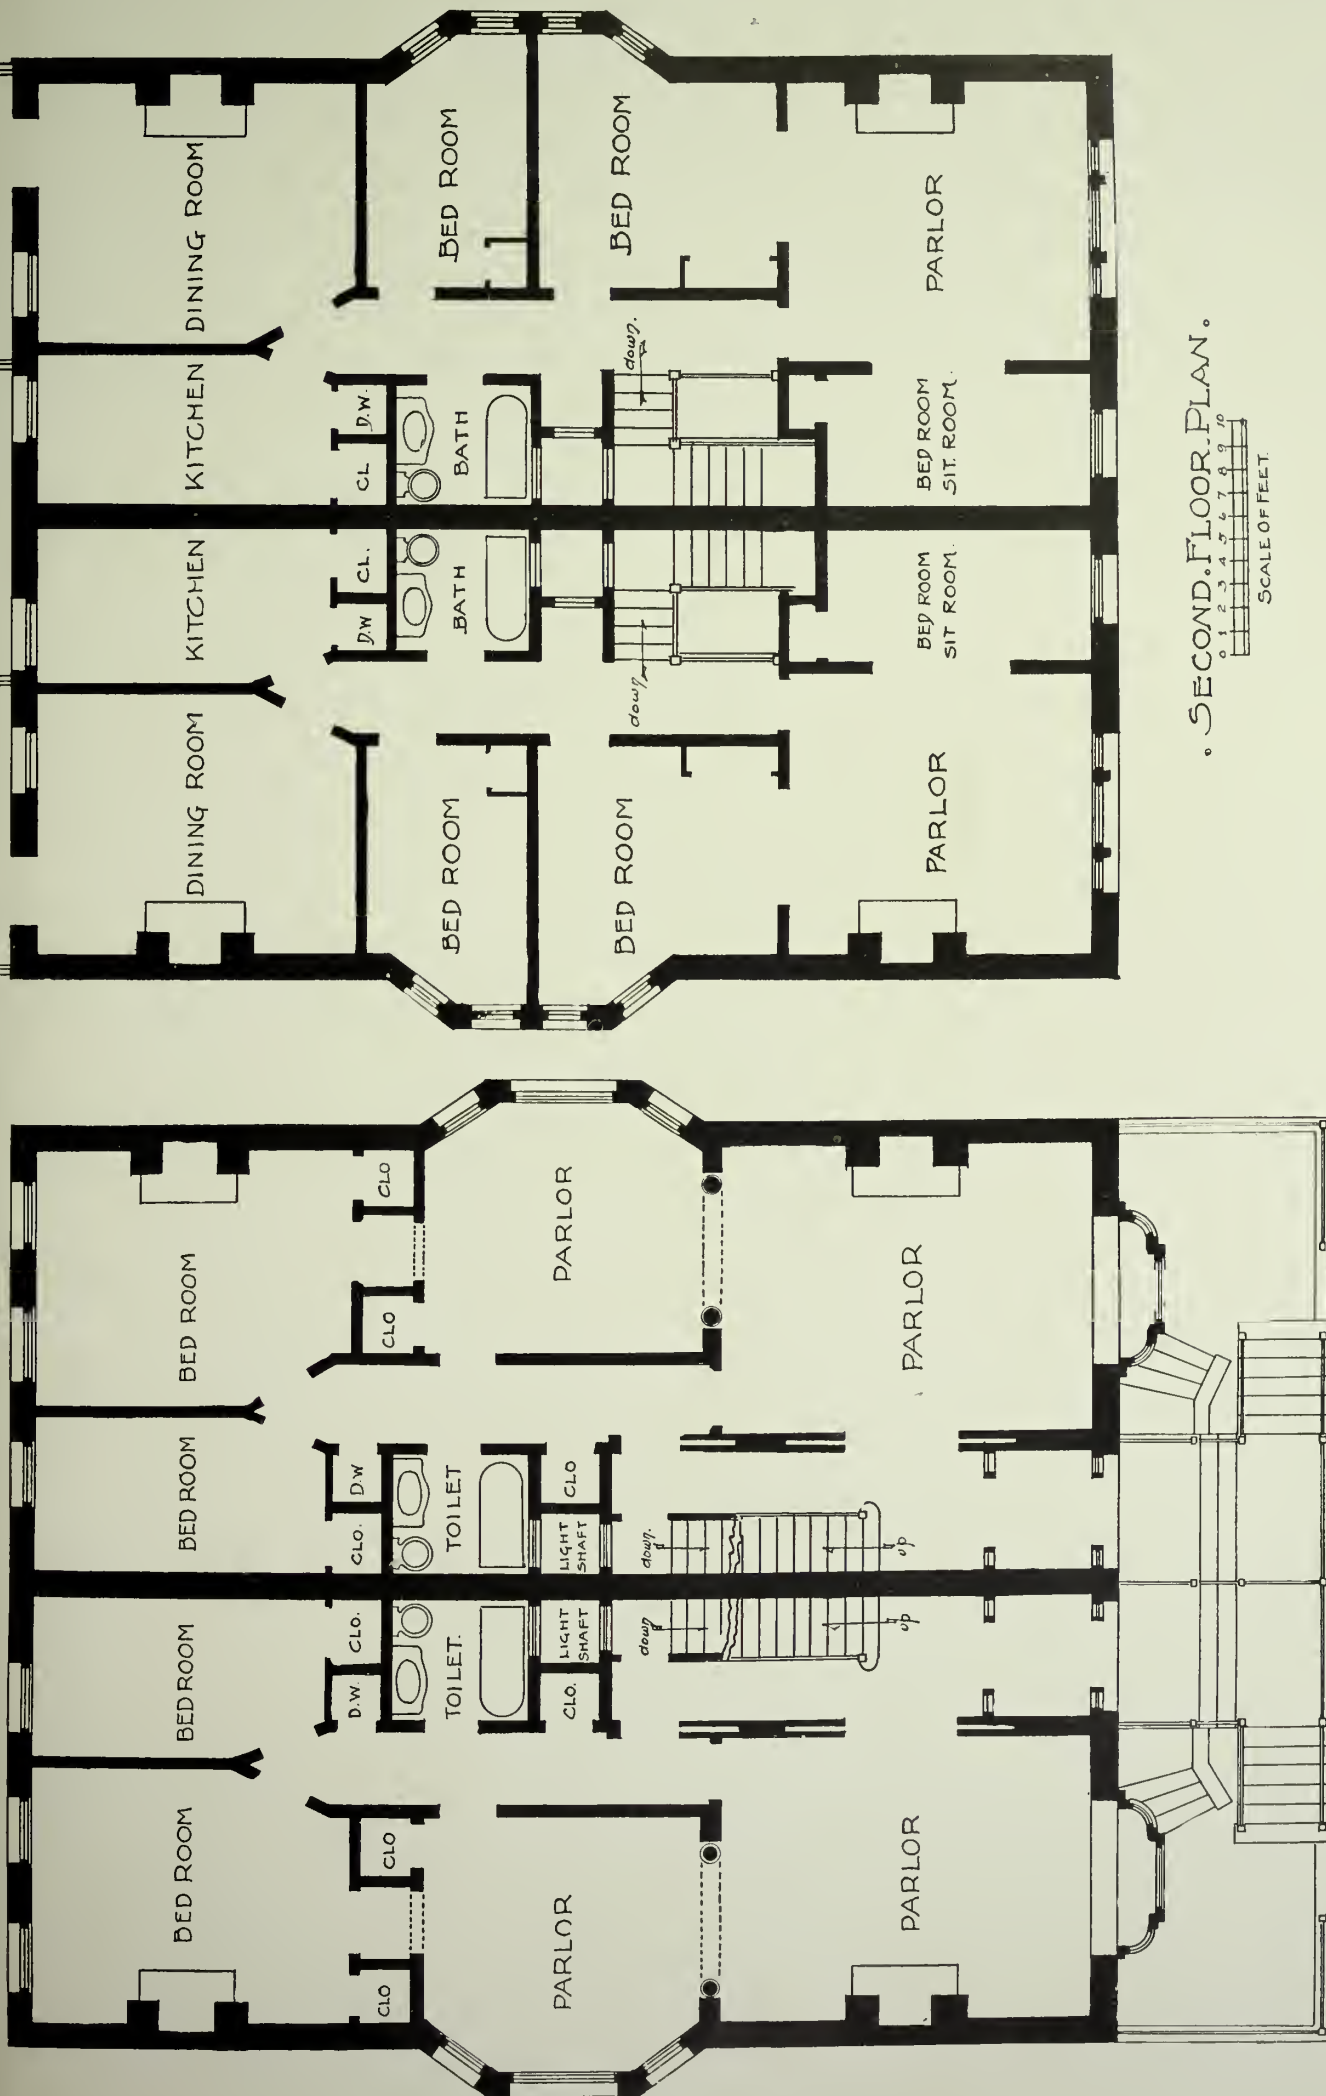 DINING ROOM
KITCHEN
KITCHEN
DINING ROOM
BED ROOM
BED ROOM
D.W.
CL
CL.
D.W
BATH
BATH
BED ROOM
BED ROOM
down.
down.
PARLOR
BED ROOM
SIT. ROOM.
BED ROOM
SIT ROOM.
PARLOR
. SECOND. FLOOR. PLAN .
0 1 2 3 4 5 6 7 8 9 10
SCALE OF FEET.
BED ROOM
BED ROOM
BED ROOM
BED ROOM
CLO
CLO
D.W
CLO.
CLO.
D.W.
CLO
CLO
TOILET
TOILET.
PARLOR
PARLOR
CLO
LIGHT
SHAFT
LIGHT
SHAFT
CLO.
down.
down
up
up
PARLOR
PARLOR